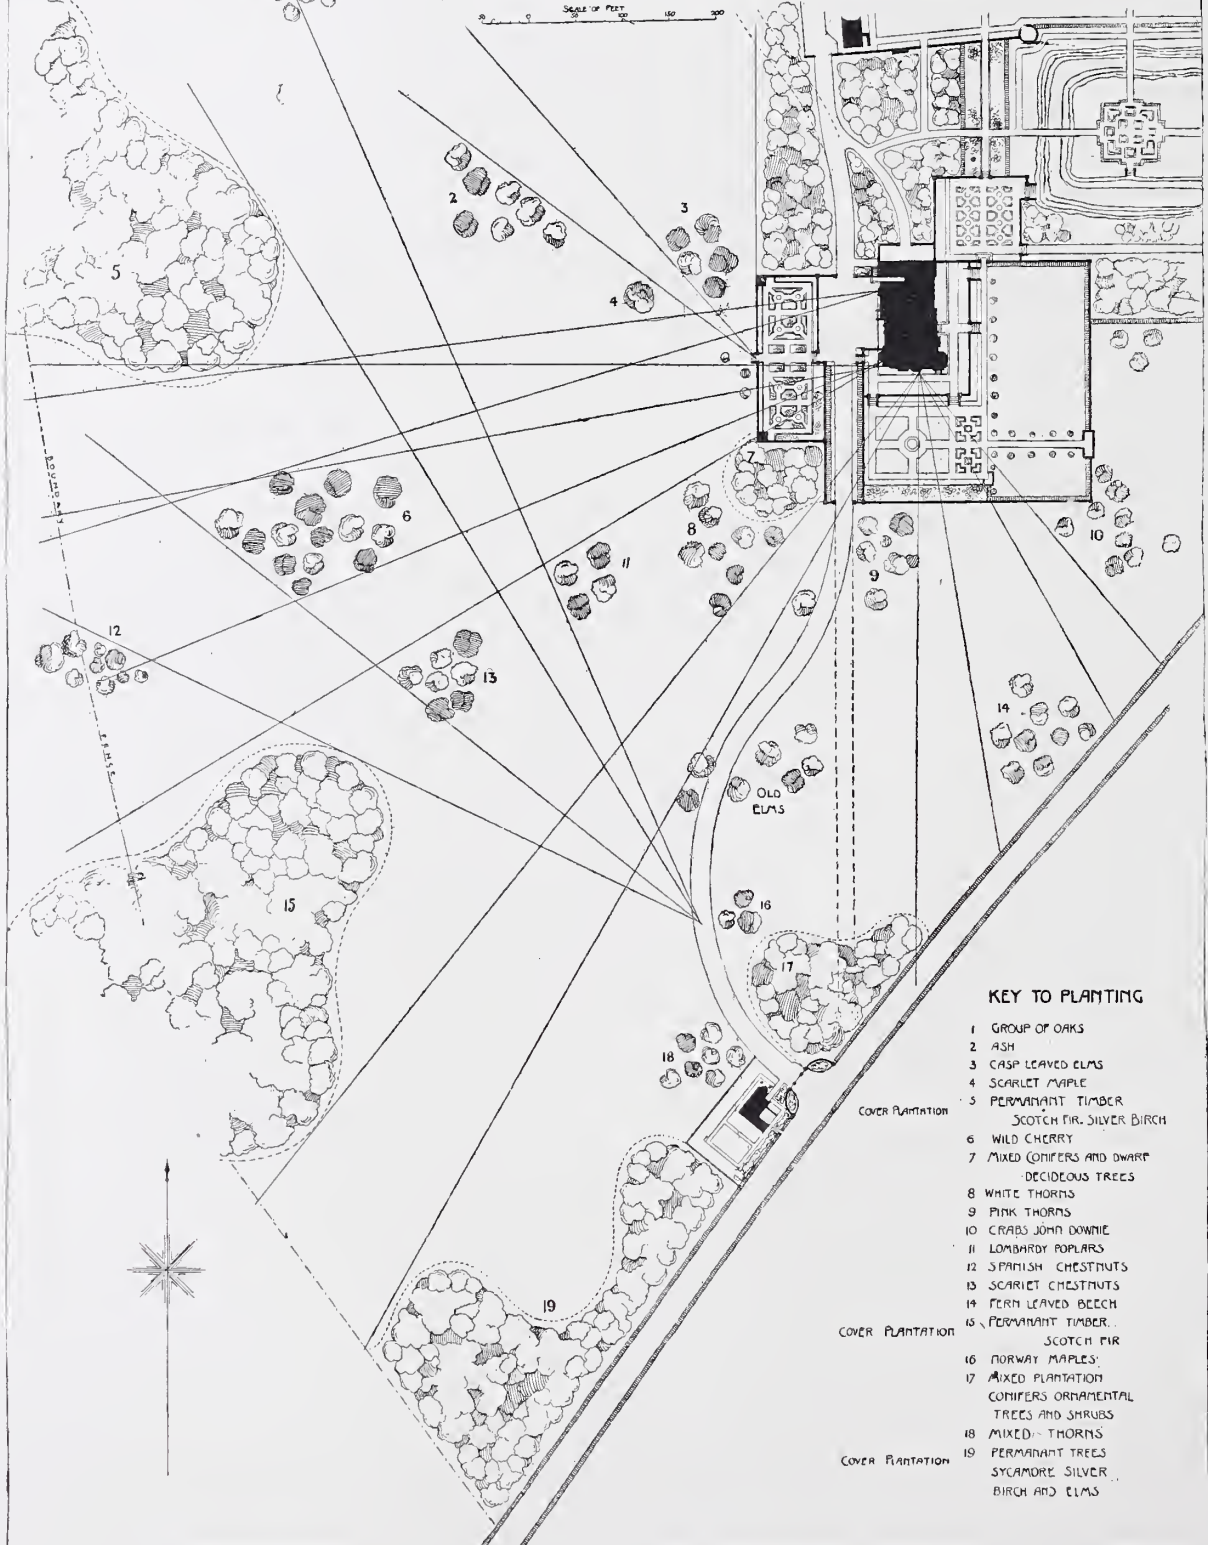 SCALE OF FEET
50 0 50 100 150 200
1
2
3
4
5
BOUNDARY
FENCE
6
7
8
9
10
11
12
13
14
OLD
ELMS
15
16
17
18
19
KEY TO PLANTING
1 GROUP OF OAKS
2 ASH
3 CASP LEAVED ELMS
4 SCARLET MAPLE
COVER PLANTATION 5 PERMANANT TIMBER
SCOTCH FIR. SILVER BIRCH
6 WILD CHERRY
7 MIXED CONIFERS AND DWARF
DECIDEOUS TREES
8 WHITE THORNS
9 PINK THORNS
10 CRABS JOHN DOWNIE
11 LOMBARDY POPLARS
12 SPANISH CHESTNUTS
13 SCARLET CHESTNUTS
14 FERN LEAVED BEECH
COVER PLANTATION 15 PERMANANT TIMBER.
SCOTCH FIR
16 NORWAY MAPLES
17 MIXED PLANTATION
CONIFERS ORNAMENTAL
TREES AND SHRUBS
18 MIXED THORNS
COVER PLANTATION 19 PERMANANT TREES
SYCAMORE SILVER
BIRCH AND ELMS